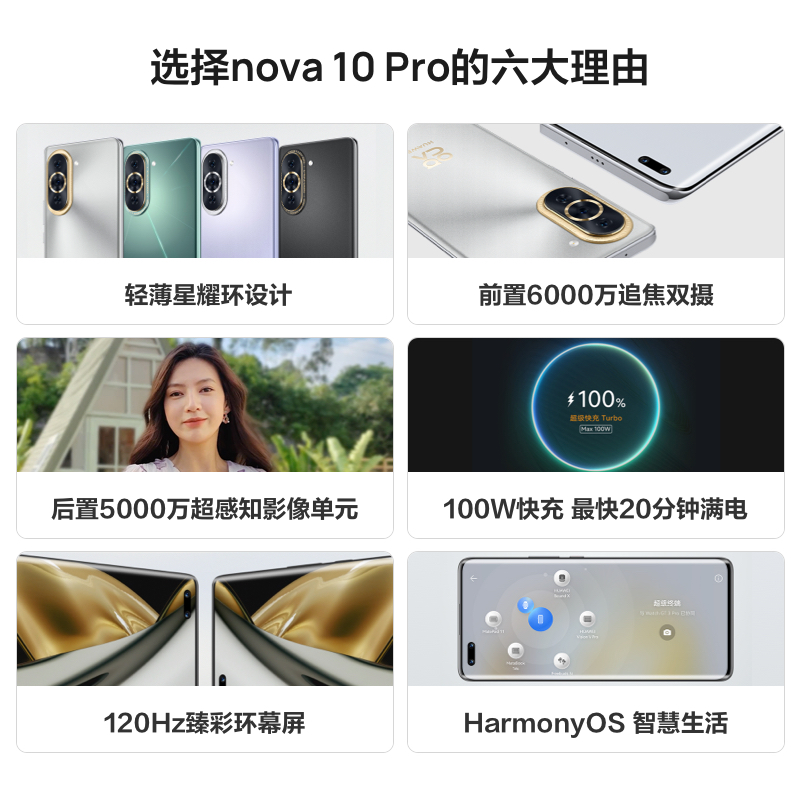 选择nova 10 Pro的六大理由
轻薄星耀环设计
前置6000万追焦双摄
后置5000万超感知影像单元
100%
超级快充 Turbo
Max 100W
100W快充 最快20分钟满电
120Hz臻彩环幕屏
超级终端
HarmonyOS 智慧生活